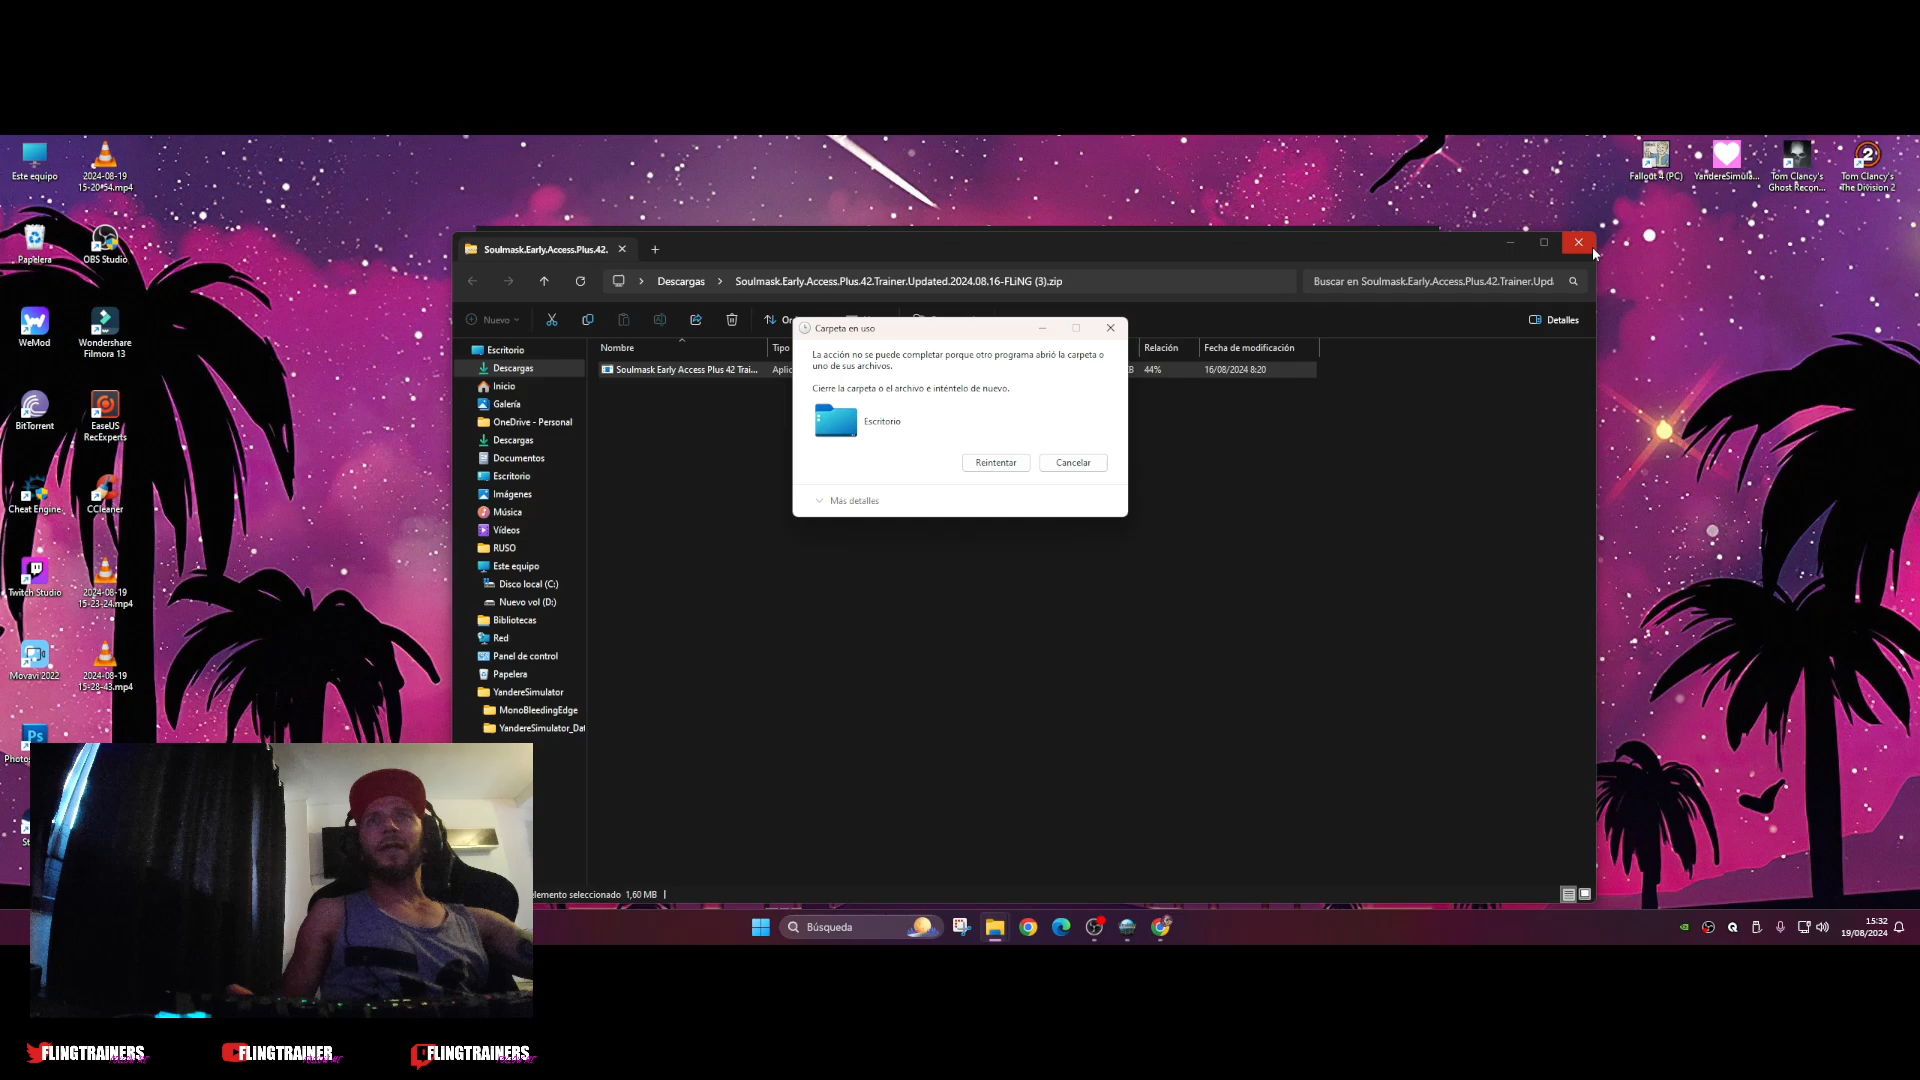 Este equipo
2024-08-19
15-20-54.mp4
Fallout 4 (PC)
YandereSimula...
Tom Clancy's
Ghost Recon...
Tom Clancy's
The Division 2
Papelera
OBS Studio
WeMod
Wondershare
Filmora 13
BitTorrent
EaseUS
RecExperts
Cheat Engine
CCleaner
Twitch Studio
2024-08-19
15-23-24.mp4
Movavi 2022
2024-08-19
15-28-43.mp4
Ps
Soulmask.Early.Access.Plus.42.
Descargas
Soulmask.Early.Access.Plus.42.Trainer.Updated.2024.08.16-FLiNG (3).zip
Buscar en Soulmask.Early.Access.Plus.42.Trainer.Upd
Nuevo
Detalles
Nombre
Tipo
Relación
Fecha de modificación
Soulmask Early Access Plus 42 Trai...
44%
16/08/2024 8:20
Escritorio
Descargas
Inicio
Galería
OneDrive - Personal
Descargas
Documentos
Escritorio
Imágenes
Música
Vídeos
RUSO
Este equipo
Disco local (C:)
Nuevo vol (D:)
Bibliotecas
Red
Panel de control
Papelera
YandereSimulator
MonoBleedingEdge
YandereSimulator_Dat
Carpeta en uso
La acción no se puede completar porque otro programa abrió la carpeta o
uno de sus archivos.
Cierre la carpeta o el archivo e inténtelo de nuevo.
Escritorio
Reintentar
Cancelar
Más detalles
elemento seleccionado 1,60 MB
Búsqueda
15:32
19/08/2024
FLINGTRAINERS
FLINGTRAINER
FLINGTRAINERS